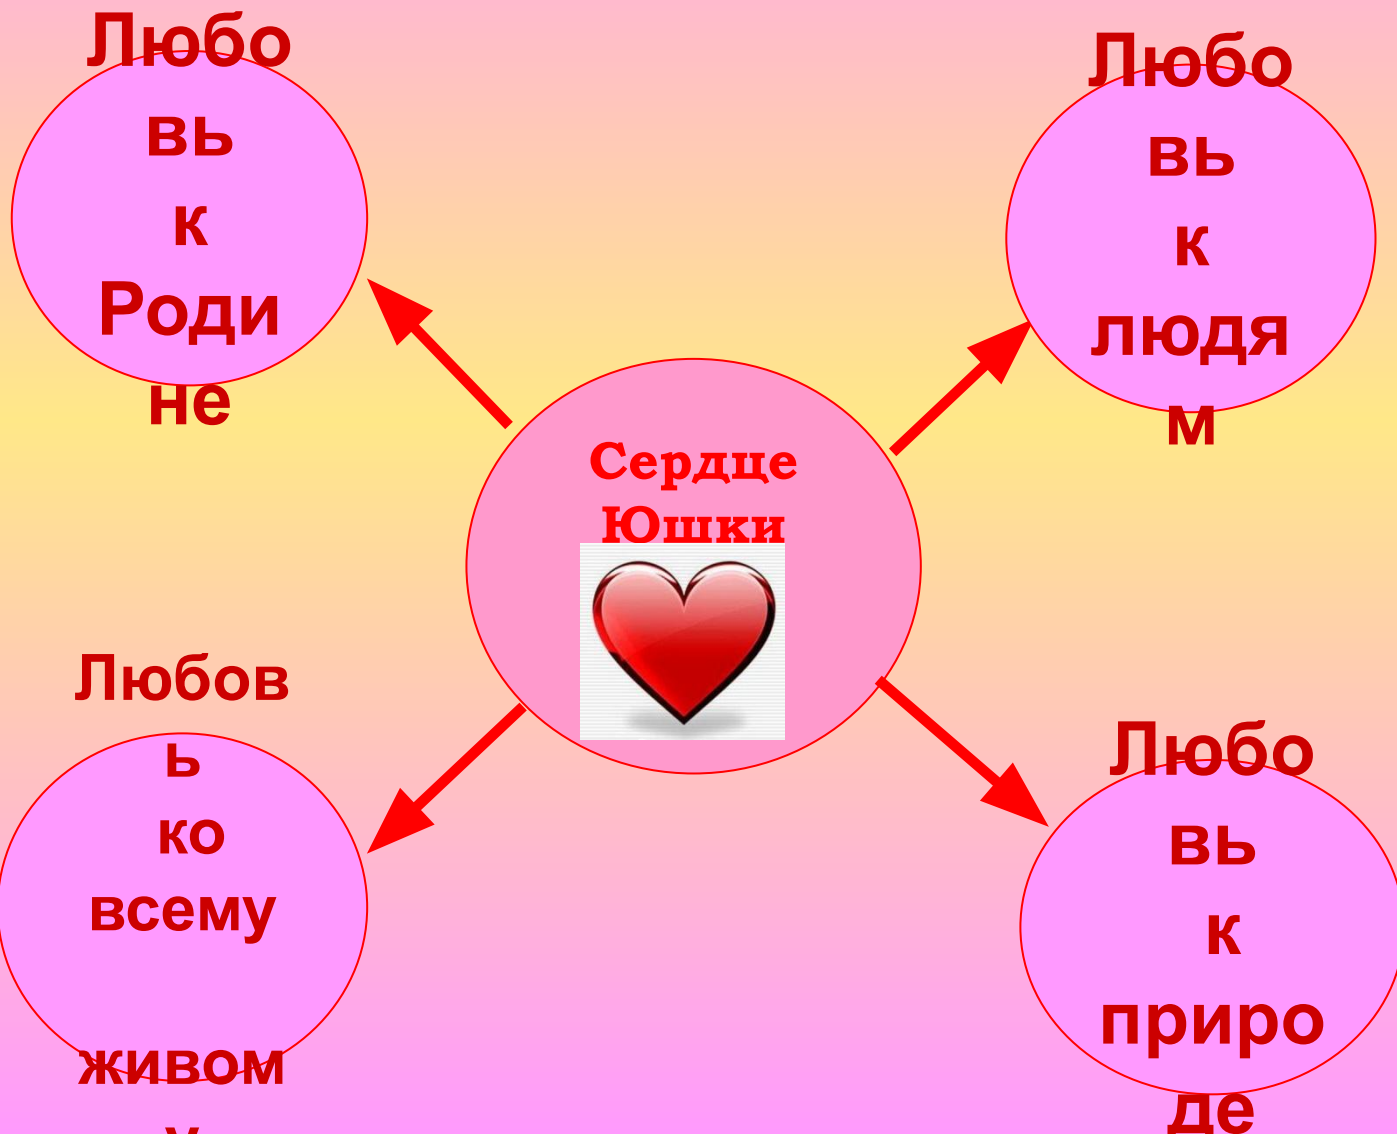 Любо
вь
к
Роди
не
Любо
вь
к
людя
м
Сердце
Юшки
Любов
ь
ко
всему
живом
у
Любо
вь
к
приро
де